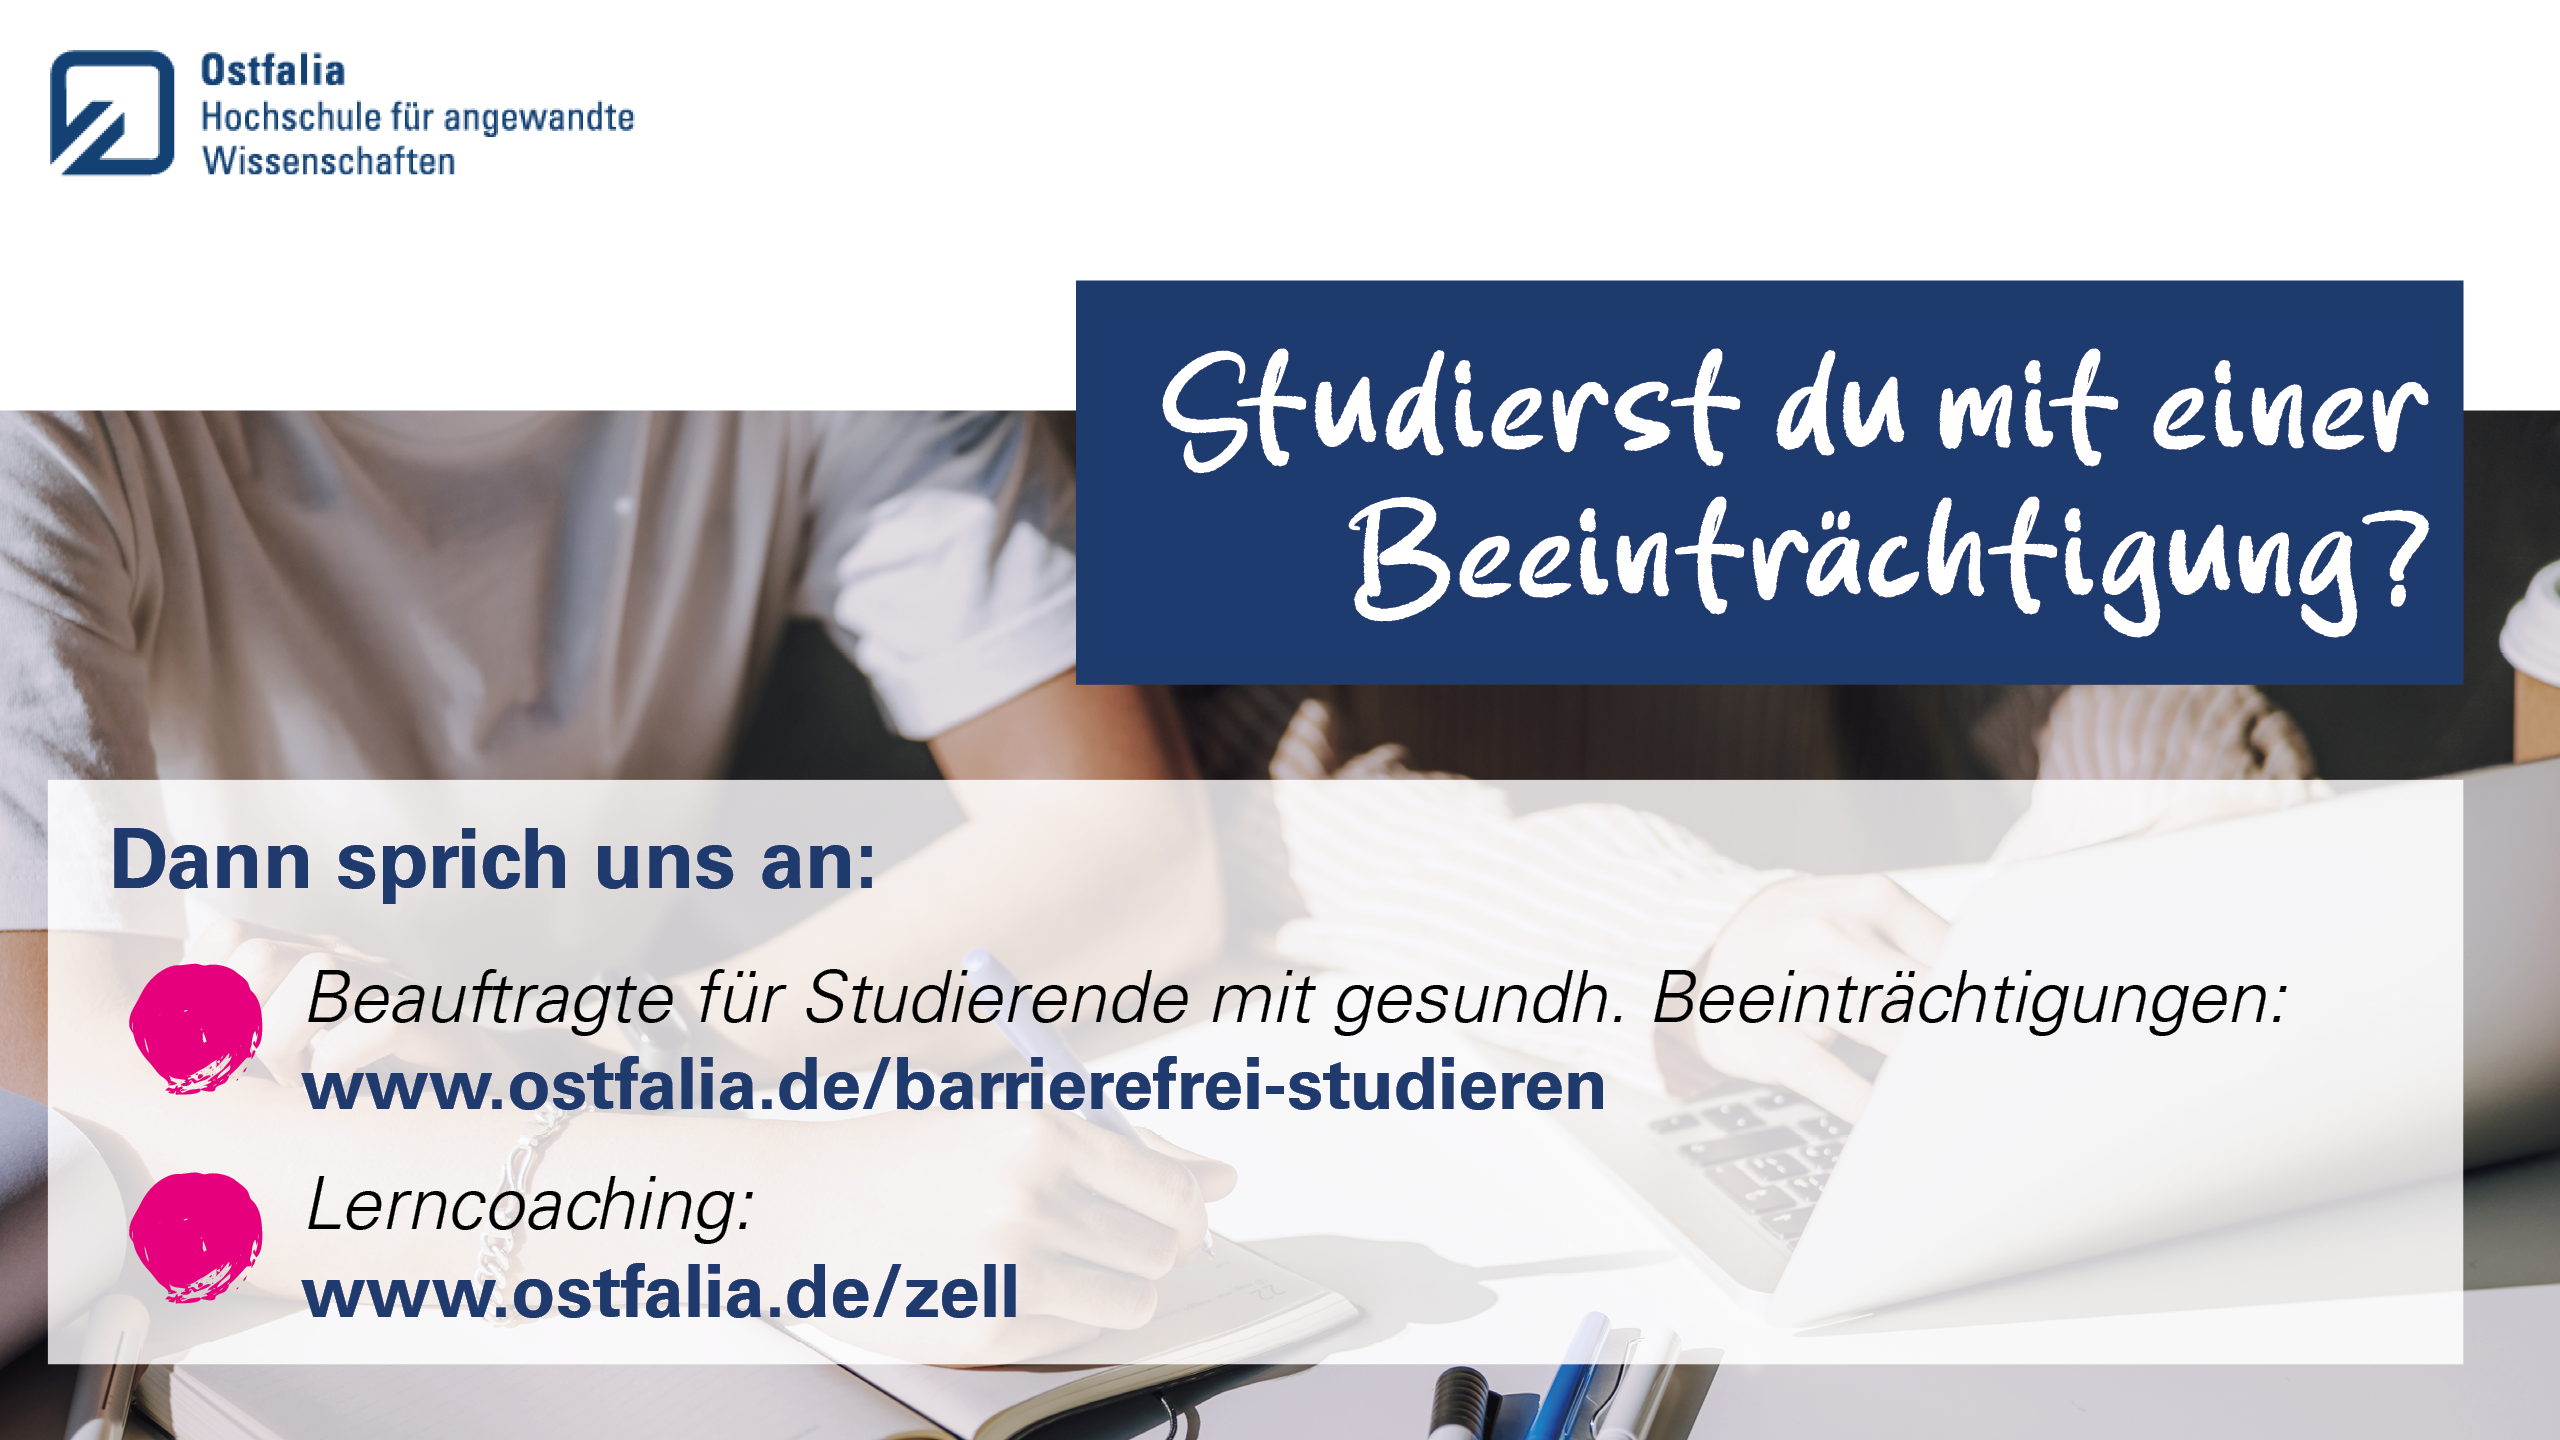 Ostfalia
Hochschule für angewandte
Wissenschaften
Studierst du mit einer
Beeinträchtigung?
Dann sprich uns an:
Beauftragte für Studierende mit gesundh. Beeinträchtigungen:
www.ostfalia.de/barrierefrei-studieren
Lerncoaching:
www.ostfalia.de/zell